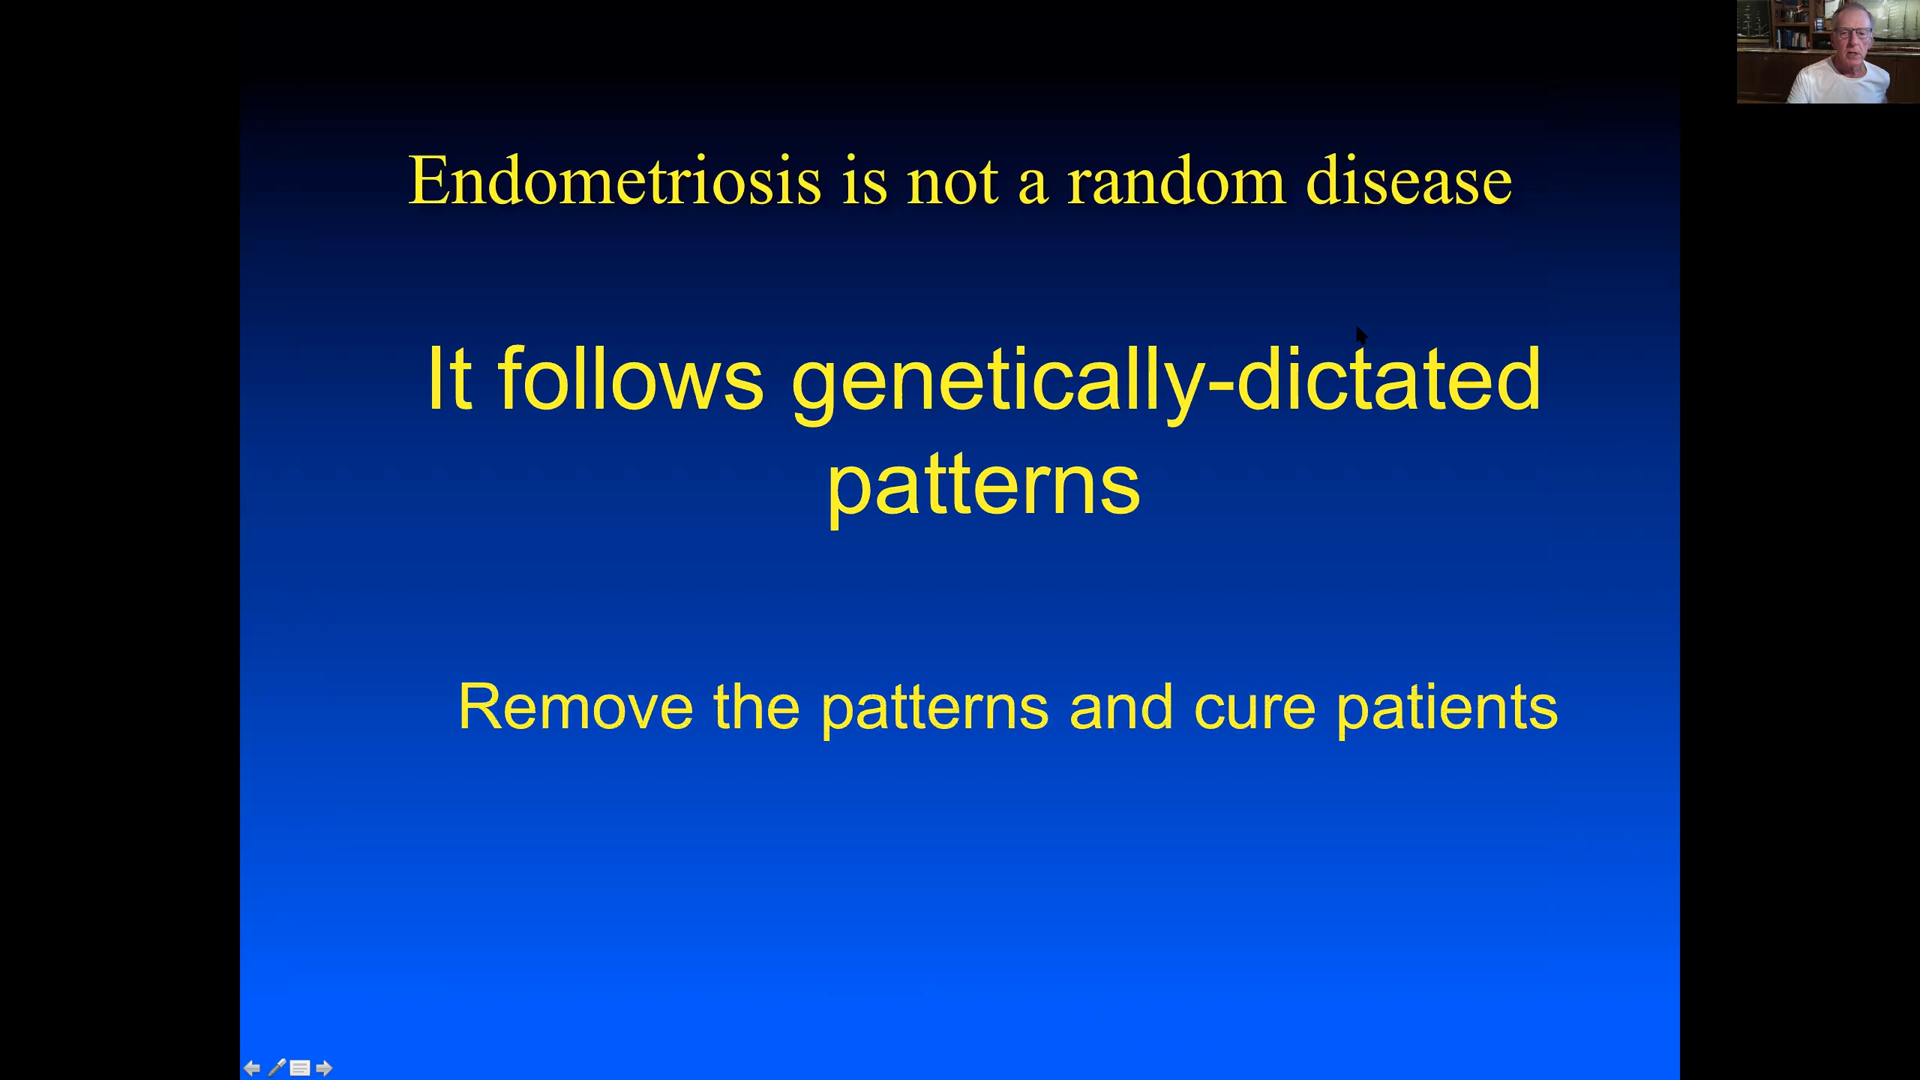 Endometriosis is not a random disease
It follows genetically-dictated
patterns
Remove the patterns and cure patients